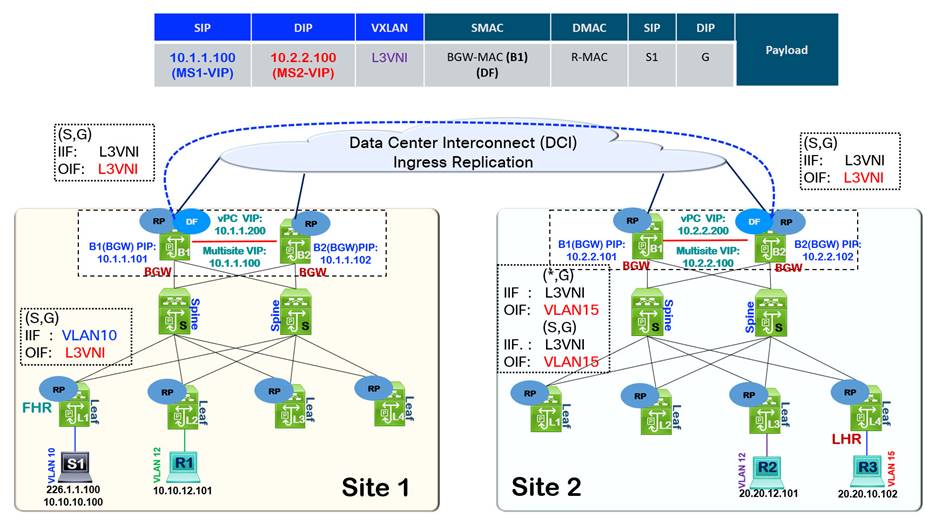 SIP DIP VXLAN SMAC DMAC SIP DIP Payload
10.1.1.100 10.2.2.100 L3VNI BGW-MAC (B1) R-MAC S1 G
(MS1-VIP) (MS2-VIP) (DF)
Data Center Interconnect (DCI)
Ingress Replication
(S,G)
IIF: L3VNI
OIF: L3VNI
(S,G)
IIF: L3VNI
OIF: L3VNI
RP DF vPC VIP: RP
10.1.1.200
B1(BGW) PIP: B1 Multisite VIP: B2 B2(BGW)PIP:
10.1.1.101 10.1.1.100 10.1.1.102
BGW BGW
Spine S Spine S
(S,G)
IIF : VLAN10
OIF: L3VNI
RP RP RP RP
FHR L1 Leaf L2 Leaf L3 Leaf L4 Leaf
VLAN 10 S1 VLAN 12 R1
226.1.1.100 10.10.12.101
10.10.10.100
Site 1
RP vPC VIP: DF RP
10.2.2.200
B1(BGW) PIP: B1 Multisite VIP: B2 B2(BGW) PIP:
10.2.2.101 10.2.2.100 10.2.2.102
BGW BGW
(*,G)
IIF : L3VNI
OIF: VLAN15
(S,G)
IIF. : L3VNI
OIF: VLAN15
S Spine S Spine
RP RP RP RP
L1 Leaf L2 Leaf L3 Leaf L4 Leaf
LHR
VLAN 12 R2 R3 VLAN 15
20.20.12.101 20.20.10.102
Site 2